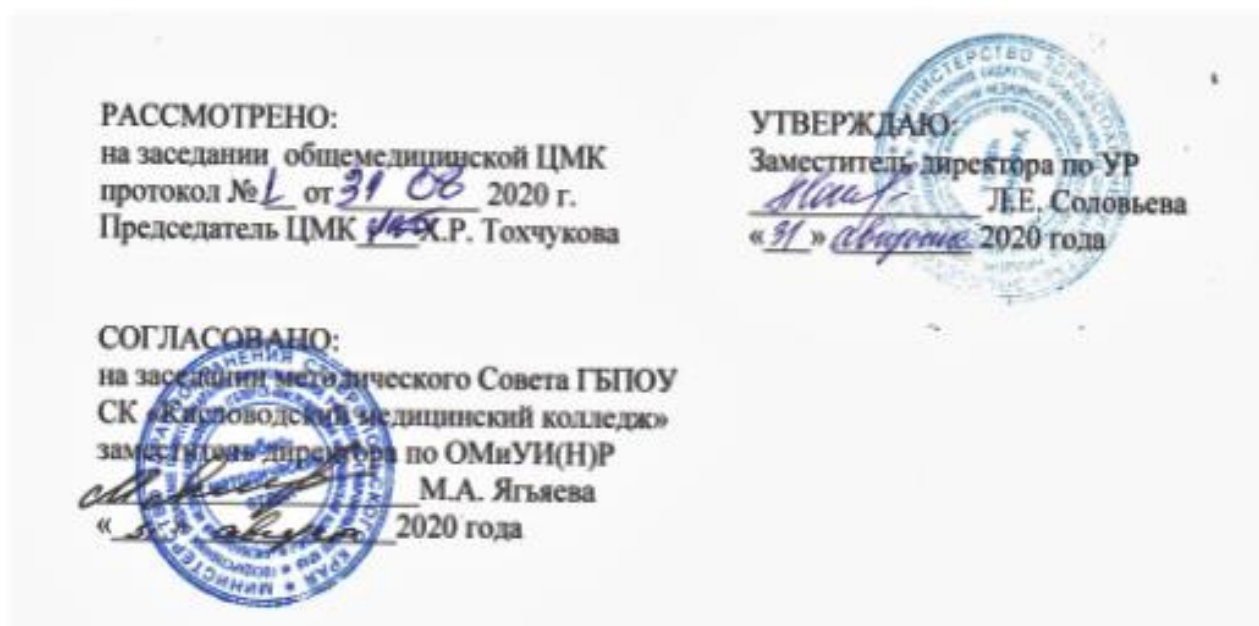 РАССМОТРЕНО:
на заседании общемедицинской ЦМК
протокол № от 31 08 2020 г.
Председатель ЦМК Х.Р. Тохчукова
УТВЕРЖДАЮ:
Заместитель директора по УР
Л.Е. Соловьева
«31» августа 2020 года
СОГЛАСОВАНО:
на заседании методического Совета ГБПОУ
СК «Кисловодский медицинский колледж»
заместитель директора по ОМиУИ(Н)Р
М.А. Ягьяева
«31» августа 2020 года